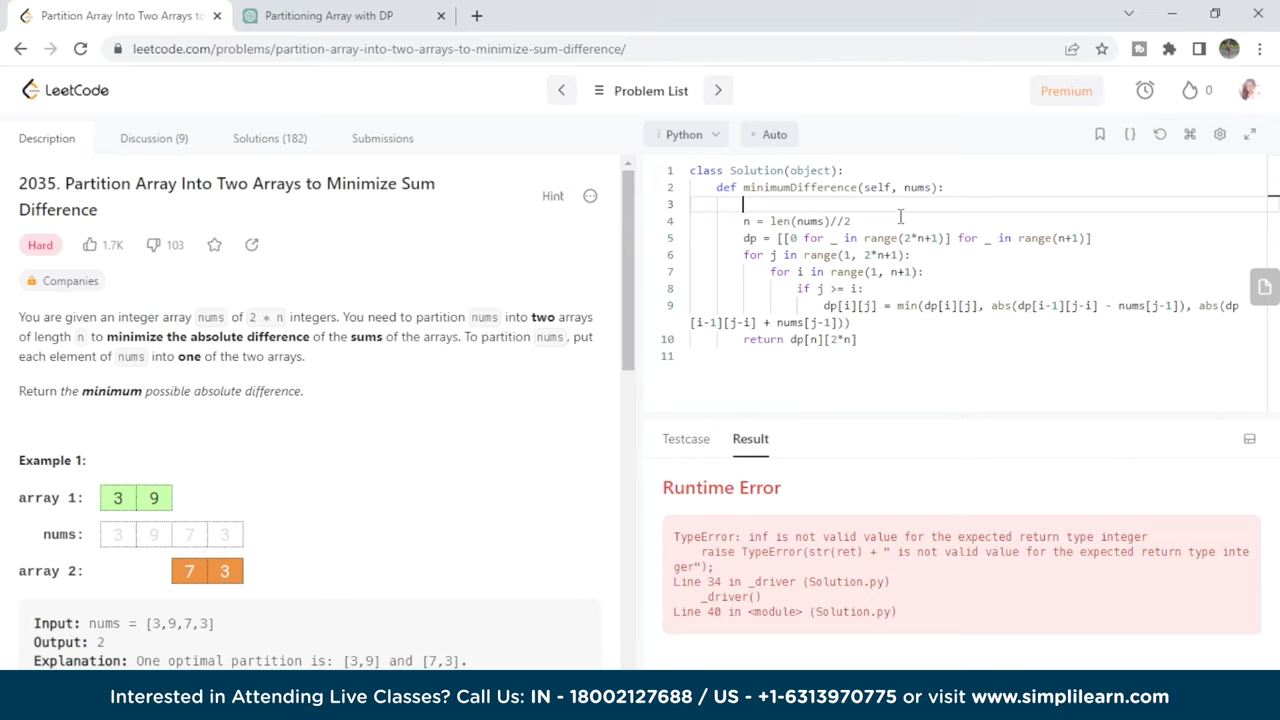 Partition Array Into Two Arrays to
Partitioning Array with DP
leetcode.com/problems/partition-array-into-two-arrays-to-minimize-sum-difference/
LeetCode
Problem List
Premium
0
Description
Discussion (9)
Solutions (182)
Submissions
i Python
Auto
2035. Partition Array Into Two Arrays to Minimize Sum
Difference
Hint
Hard
1.7K
103
Companies
You are given an integer array nums of 2 * n integers. You need to partition nums into two arrays
of length n to minimize the absolute difference of the sums of the arrays. To partition nums, put
each element of nums into one of the two arrays.
Return the minimum possible absolute difference.
Example 1:
array 1: 3 9
nums: 3 9 7 3
array 2: 7 3
Input: nums = [3,9,7,3]
Output: 2
Explanation: One optimal partition is: [3,9] and [7,3].
1 class Solution(object):
2 def minimumDifference(self, nums):
3
4 n = len(nums)//2
5 dp = [[0 for _ in range(2*n+1)] for _ in range(n+1)]
6 for j in range(1, 2*n+1):
7 for i in range(1, n+1):
8 if j >= i:
9 dp[i][j] = min(dp[i][j], abs(dp[i-1][j-i] - nums[j-1]), abs(dp
[i-1][j-i] + nums[j-1]))
10 return dp[n][2*n]
11
Testcase
Result
Runtime Error
TypeError: inf is not valid value for the expected return type integer
raise TypeError(str(ret) + " is not valid value for the expected return type inte
ger");
Line 34 in _driver (Solution.py)
_driver()
Line 40 in <module> (Solution.py)
Interested in Attending Live Classes? Call Us: IN - 18002127688 / US - +1-6313970775 or visit www.simplilearn.com